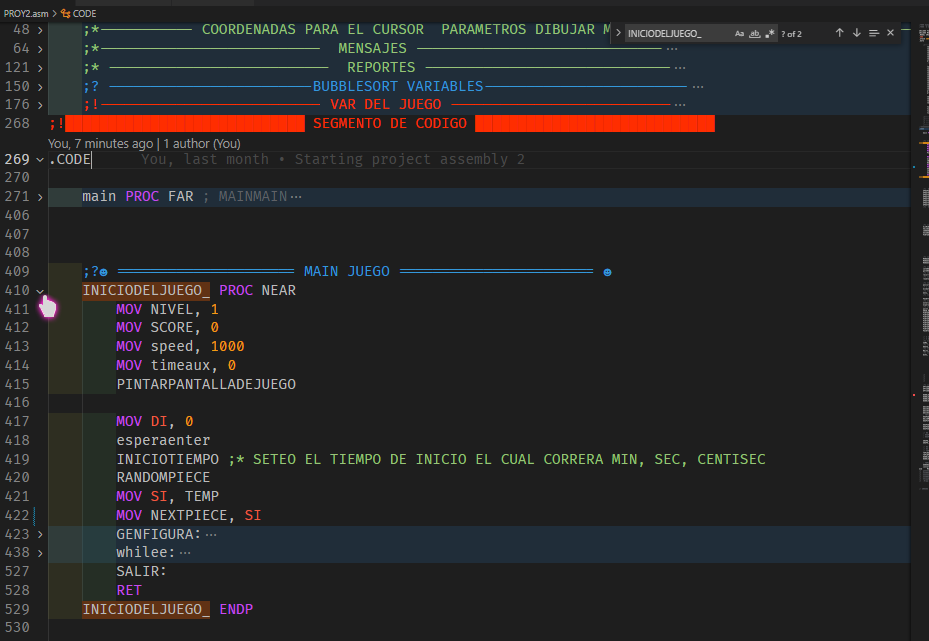 PROY2.asm > CODE
48 > ;* COORDENADAS PARA EL CURSOR PARAMETROS DIBUJAR M
INICIODELJUEGO_ Aa ab .* ? of 2
64 > ;* MENSAJES ···
121 > ;* REPORTES ···
150 > ;? BUBBLESORT VARIABLES ···
176 > ;! VAR DEL JUEGO ···
268 ;! SEGMENTO DE CODIGO
You, 7 minutes ago | 1 author (You)
269 .CODE You, last month • Starting project assembly 2
270
271 > main PROC FAR ; MAINMAIN ···
406
407
408
409 ;?☻ MAIN JUEGO ☻
410 INICIODELJUEGO_ PROC NEAR
411 MOV NIVEL, 1
412 MOV SCORE, 0
413 MOV speed, 1000
414 MOV timeaux, 0
415 PINTARPANTALLADEJUEGO
416
417 MOV DI, 0
418 esperaenter
419 INICIOTIEMPO ;* SETEO EL TIEMPO DE INICIO EL CUAL CORRERA MIN, SEC, CENTISEC
420 RANDOMPIECE
421 MOV SI, TEMP
422 MOV NEXTPIECE, SI
423 > GENFIGURA: ···
438 > whilee: ···
527 SALIR:
528 RET
529 INICIODELJUEGO_ ENDP
530